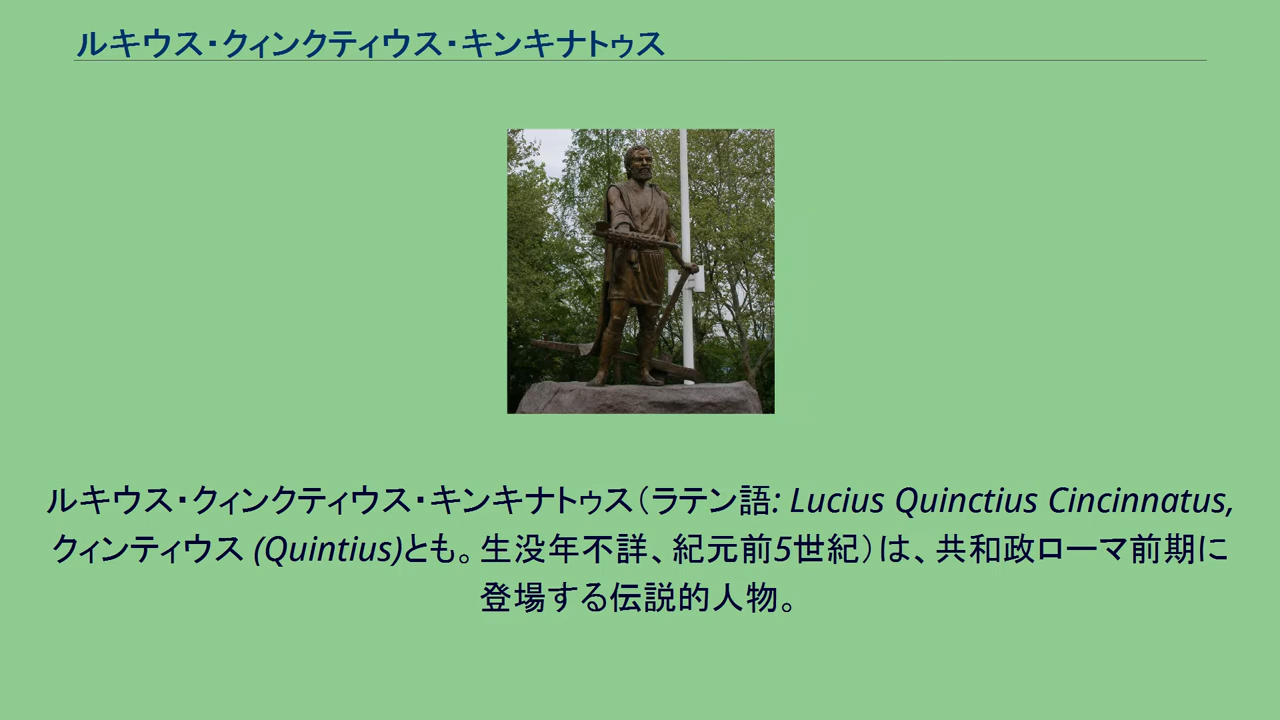 ルキウス・クィンクティウス・キンキナトゥス
ルキウス・クィンクティウス・キンキナトゥス（ラテン語: Lucius Quinctius Cincinnatus,
クィンティウス (Quintius)とも。生没年不詳、紀元前5世紀）は、共和政ローマ前期に
登場する伝説的人物。